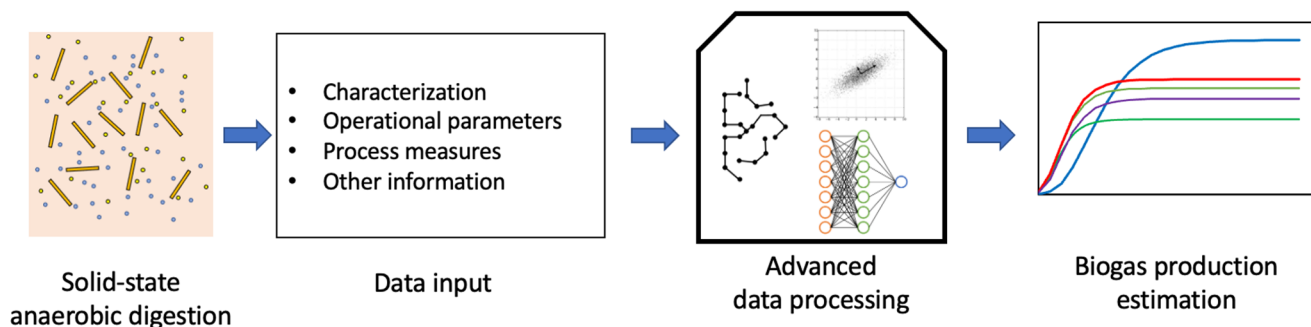 • Characterization
• Operational parameters
• Process measures
• Other information
Solid-state
anaerobic digestion
Data input
Advanced
data processing
Biogas production
estimation